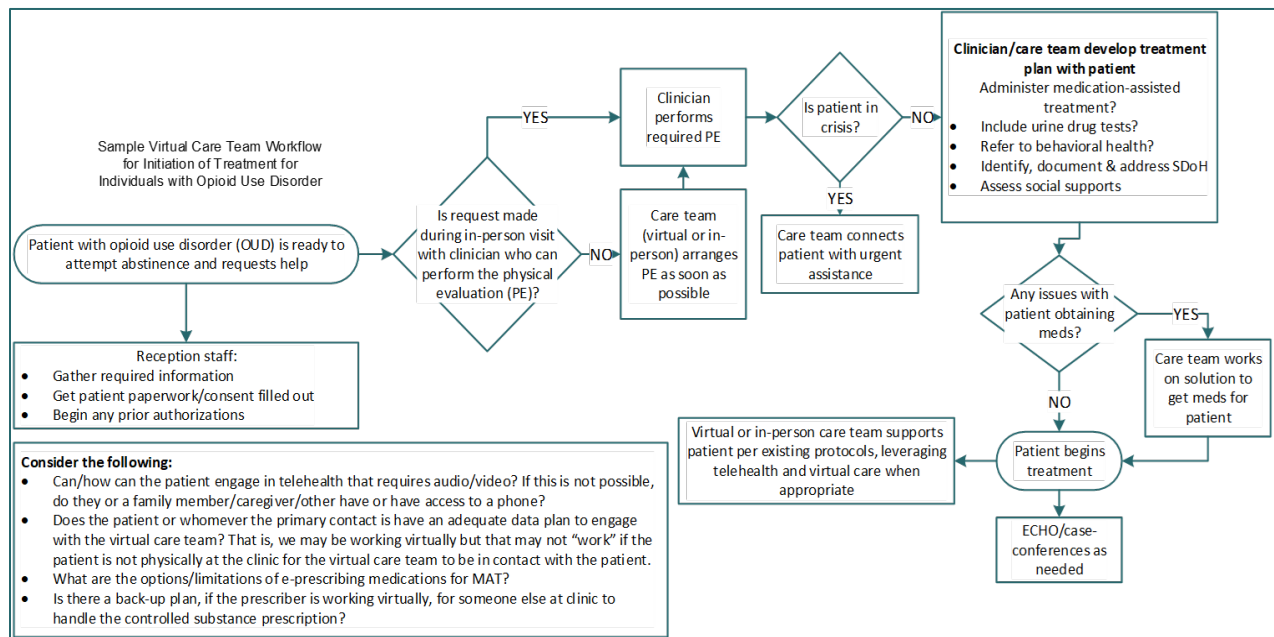 Sample Virtual Care Team Workflow
for Initiation of Treatment for
Individuals with Opioid Use Disorder
Patient with opioid use disorder (OUD) is ready to
attempt abstinence and requests help
Reception staff:
• Gather required information
• Get patient paperwork/consent filled out
• Begin any prior authorizations
Is request made
during in-person visit
with clinician who can
perform the physical
evaluation (PE)?
YES
NO
Clinician
performs
required PE
Care team
(virtual or in-
person) arranges
PE as soon as
possible
Is patient in
crisis?
NO
YES
Care team connects
patient with urgent
assistance
Clinician/care team develop treatment
plan with patient
Administer medication-assisted
treatment?
• Include urine drug tests?
• Refer to behavioral health?
• Identify, document & address SDoH
• Assess social supports
Any issues with
patient obtaining
meds?
YES
Care team works
on solution to
get meds for
patient
NO
Patient begins
treatment
Virtual or in-person care team supports
patient per existing protocols, leveraging
telehealth and virtual care when
appropriate
ECHO/case-
conferences as
needed
Consider the following:
• Can/how can the patient engage in telehealth that requires audio/video? If this is not possible,
do they or a family member/caregiver/other have or have access to a phone?
• Does the patient or whomever the primary contact is have an adequate data plan to engage
with the virtual care team? That is, we may be working virtually but that may not “work” if the
patient is not physically at the clinic for the virtual care team to be in contact with the patient.
• What are the options/limitations of e-prescribing medications for MAT?
• Is there a back-up plan, if the prescriber is working virtually, for someone else at clinic to
handle the controlled substance prescription?